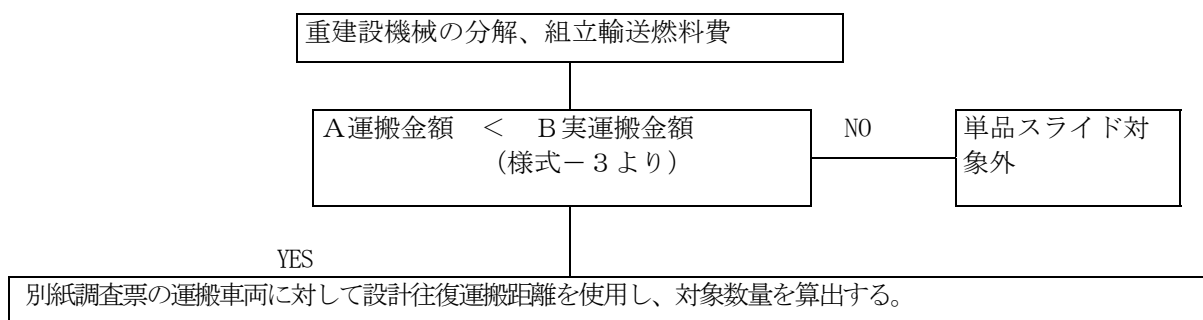 重建設機械の分解、組立輸送燃料費
A運搬金額　＜　B実運搬金額
（様式－3より）
NO
単品スライド対
象外
YES
別紙調査票の運搬車両に対して設計往復運搬距離を使用し、対象数量を算出する。